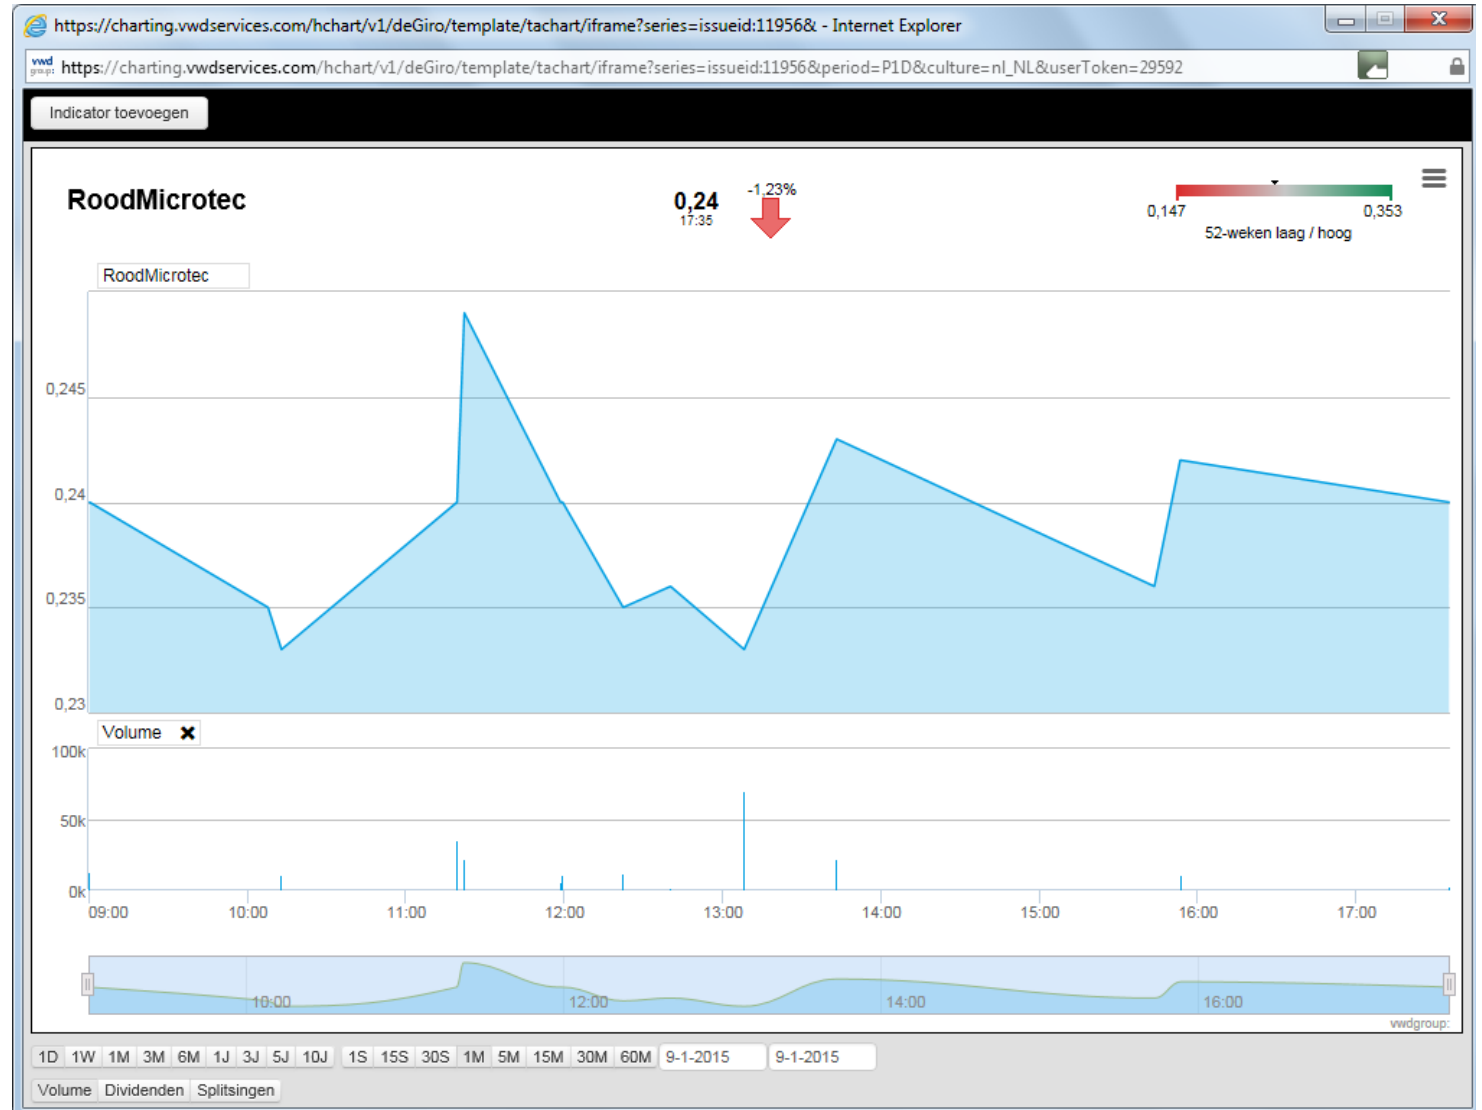 https://charting.vwdservices.com/hchart/v1/deGiro/template/tachart/iframe?series=issueid:11956& - Internet Explorer
vwd group: https://charting.vwdservices.com/hchart/v1/deGiro/template/tachart/iframe?series=issueid:11956&period=P1D&culture=nl_NL&userToken=29592
Indicator toevoegen
RoodMicrotec
0,24
17:35
-1,23%
0,147 0,353
52-weken laag / hoog
RoodMicrotec
0,245
0,24
0,235
0,23
Volume
100k
50k
0k
09:00 10:00 11:00 12:00 13:00 14:00 15:00 16:00 17:00
10:00 12:00 14:00 16:00
vwdgroup:
1D 1W 1M 3M 6M 1J 3J 5J 10J 1S 15S 30S 1M 5M 15M 30M 60M 9-1-2015 9-1-2015
Volume Dividenden Splitsingen